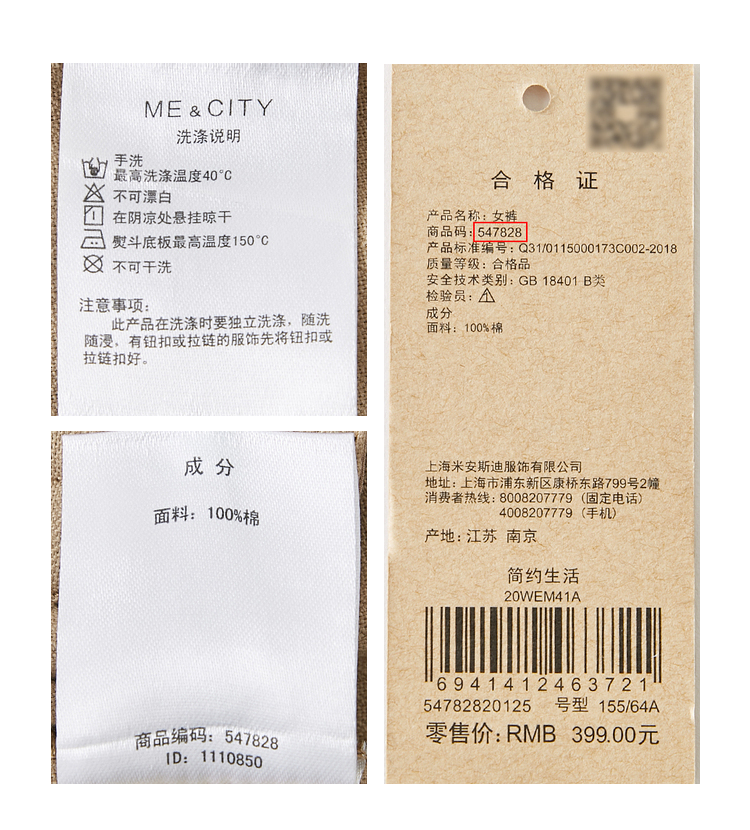 ME & CITY
洗涤说明
手洗
最高洗涤温度40°C
不可漂白
在阴凉处悬挂晾干
熨斗底板最高温度150°C
不可干洗
注意事项:
此产品在洗涤时要独立洗涤，随洗
随浸，有钮扣或拉链的服饰先将钮扣或
拉链扣好。
成 分
面料: 100%棉
商品编码: 547828
ID: 1110850
合 格 证
产品名称: 女裤
商品码: 547828
产品标准编号: Q31/0115000173C002-2018
质量等级: 合格品
安全技术类别: GB 18401 B类
检验员:
成分
面料: 100%棉
上海米安斯迪服饰有限公司
地址: 上海市浦东新区康桥东路799号2幢
消费者热线: 8008207779 (固定电话)
4008207779 (手机)
产地: 江苏 南京
简约生活
20WEM41A
6941412463721
54782820125 号型 155/64A
零售价: RMB 399.00元